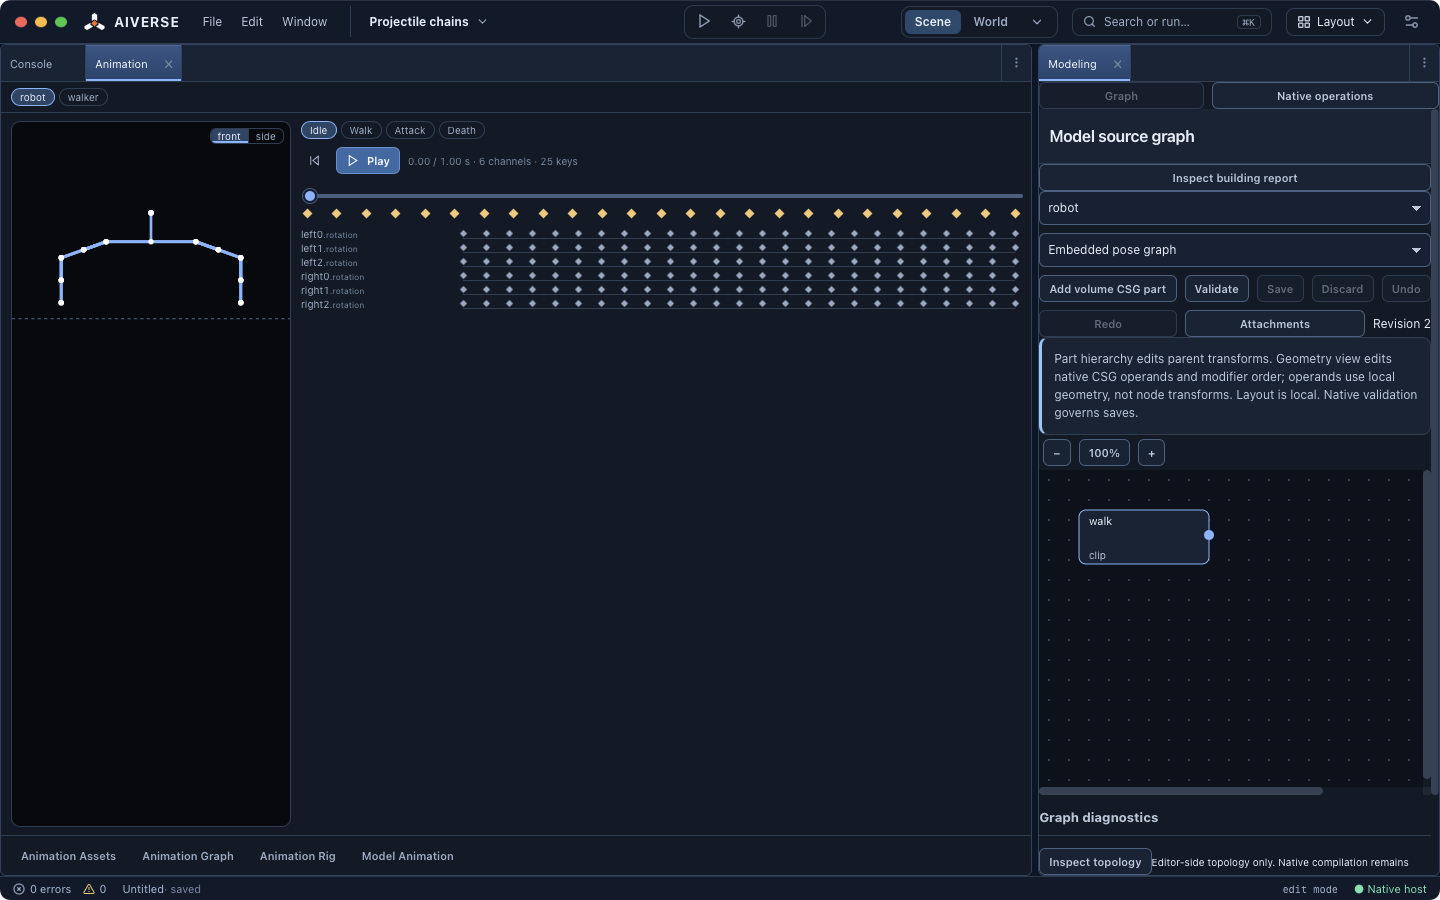 AIVERSE File Edit Window Projectile chains Scene World Search or run... ⌘K Layout
Console Animation
robot walker
front side
Idle Walk Attack Death
Play 0.00 / 1.00 s · 6 channels · 25 keys
left0.rotation
left1.rotation
left2.rotation
right0.rotation
right1.rotation
right2.rotation
Animation Assets Animation Graph Animation Rig Model Animation
Modeling
Graph Native operations
Model source graph
Inspect building report
robot
Embedded pose graph
Add volume CSG part Validate Save Discard Undo
Redo Attachments Revision 2
Part hierarchy edits parent transforms. Geometry view edits
native CSG operands and modifier order; operands use local
geometry, not node transforms. Layout is local. Native validation
governs saves.
− 100% +
walk
clip
Graph diagnostics
Inspect topology Editor-side topology only. Native compilation remains
0 errors 0 Untitled · saved edit mode Native host